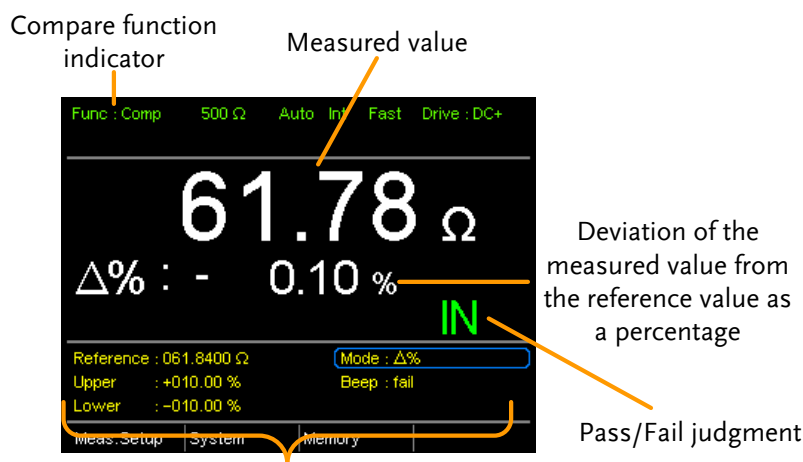 Compare function
indicator
Measured value
Func : Comp 500 Ω Auto Int Fast Drive : DC+
61.78 Ω
Δ% : - 0.10 %
IN
Deviation of the
measured value from
the reference value as
a percentage
Reference : 061.8400 Ω Mode : Δ%
Upper : +010.00 % Beep : fail
Lower : -010.00 %
Meas.Setup System Memory
Pass/Fail judgment